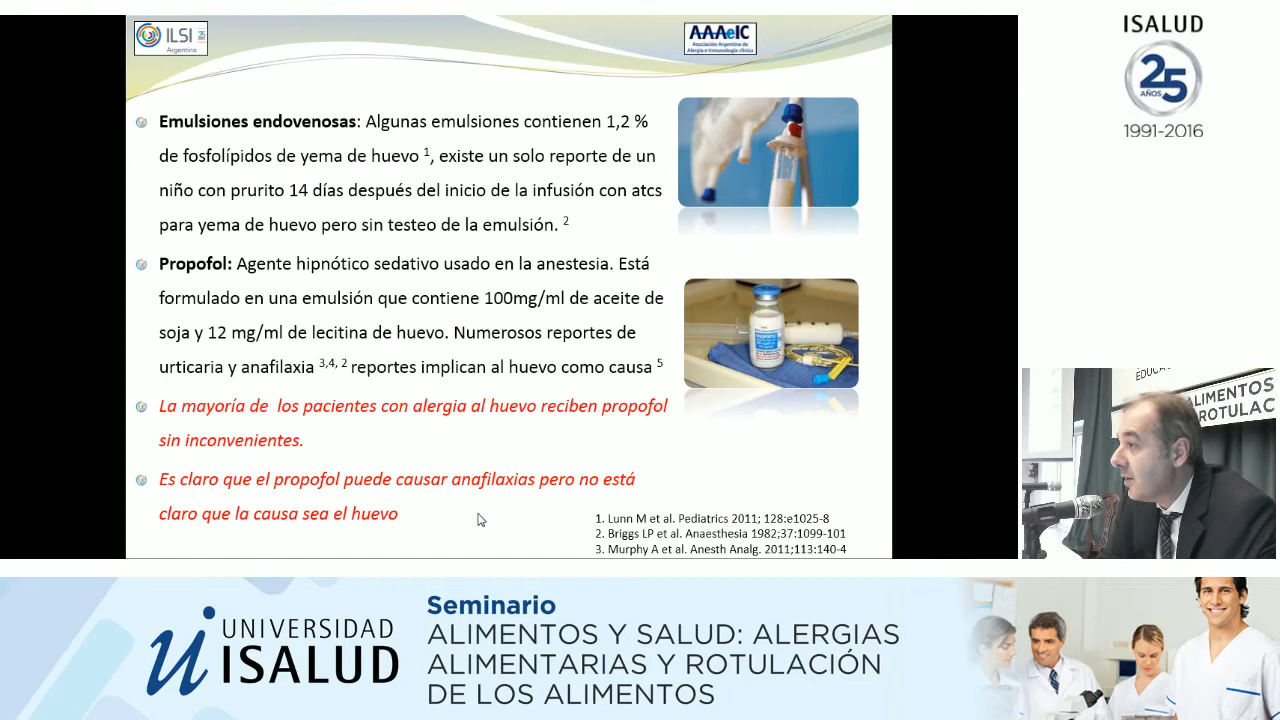 ILSI
Argentina
AAAeIC
Asociación Argentina de
Alergia e Inmunología Clínica
ISALUD
25
AÑOS
1991-2016
Emulsiones endovenosas: Algunas emulsiones contienen 1,2 %
de fosfolípidos de yema de huevo 1, existe un solo reporte de un
niño con prurito 14 días después del inicio de la infusión con atcs
para yema de huevo pero sin testeo de la emulsión. 2
Propofol: Agente hipnótico sedativo usado en la anestesia. Está
formulado en una emulsión que contiene 100mg/ml de aceite de
soja y 12 mg/ml de lecitina de huevo. Numerosos reportes de
urticaria y anafilaxia 3,4, 2 reportes implican al huevo como causa 5
La mayoría de los pacientes con alergia al huevo reciben propofol
sin inconvenientes.
Es claro que el propofol puede causar anafilaxias pero no está
claro que la causa sea el huevo
1. Lunn M et al. Pediatrics 2011; 128:e1025-8
2. Briggs LP et al. Anaesthesia 1982;37:1099-101
3. Murphy A et al. Anesth Analg. 2011;113:140-4
ALIMENTOS
ROTULAC
UNIVERSIDAD
ISALUD
Seminario
ALIMENTOS Y SALUD: ALERGIAS
ALIMENTARIAS Y ROTULACIÓN
DE LOS ALIMENTOS